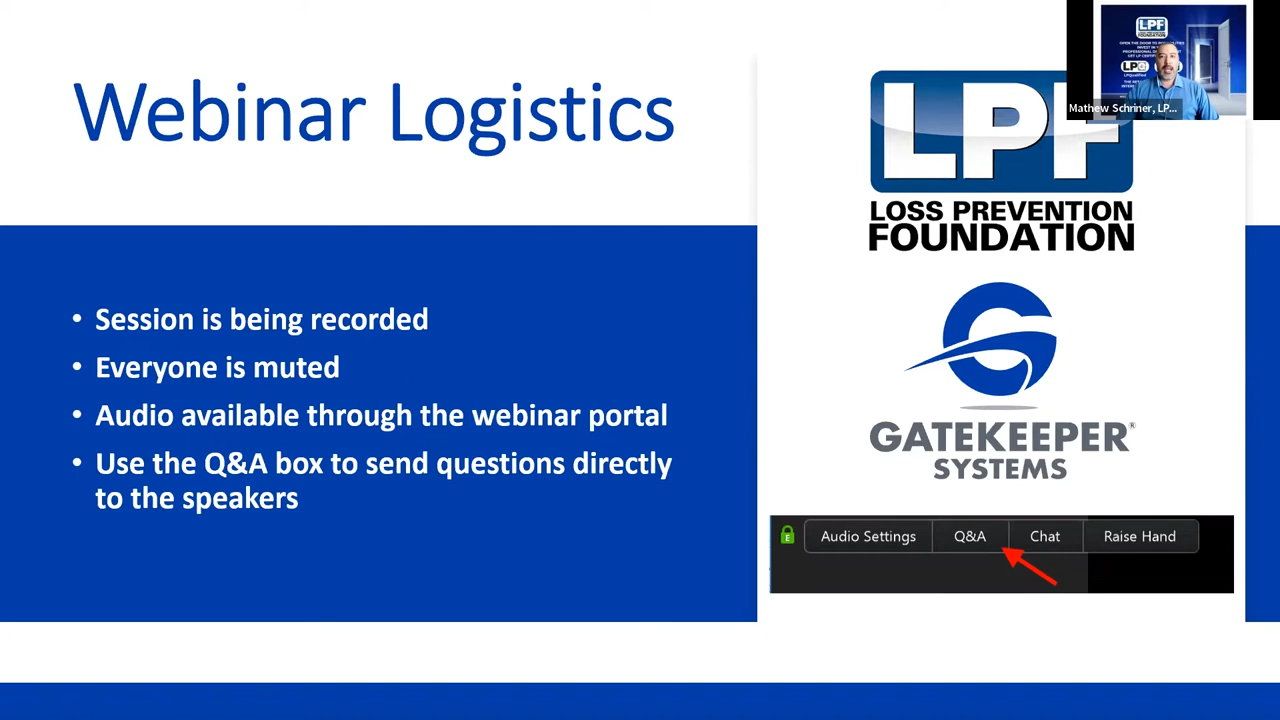 Webinar Logistics
• Session is being recorded
• Everyone is muted
• Audio available through the webinar portal
• Use the Q&A box to send questions directly
to the speakers
LPF
LOSS PREVENTION
FOUNDATION
GATEKEEPER®
SYSTEMS
E
Audio Settings
Q&A
Chat
Raise Hand
LPF
FOUNDATION
Mathew Schriner, LP...